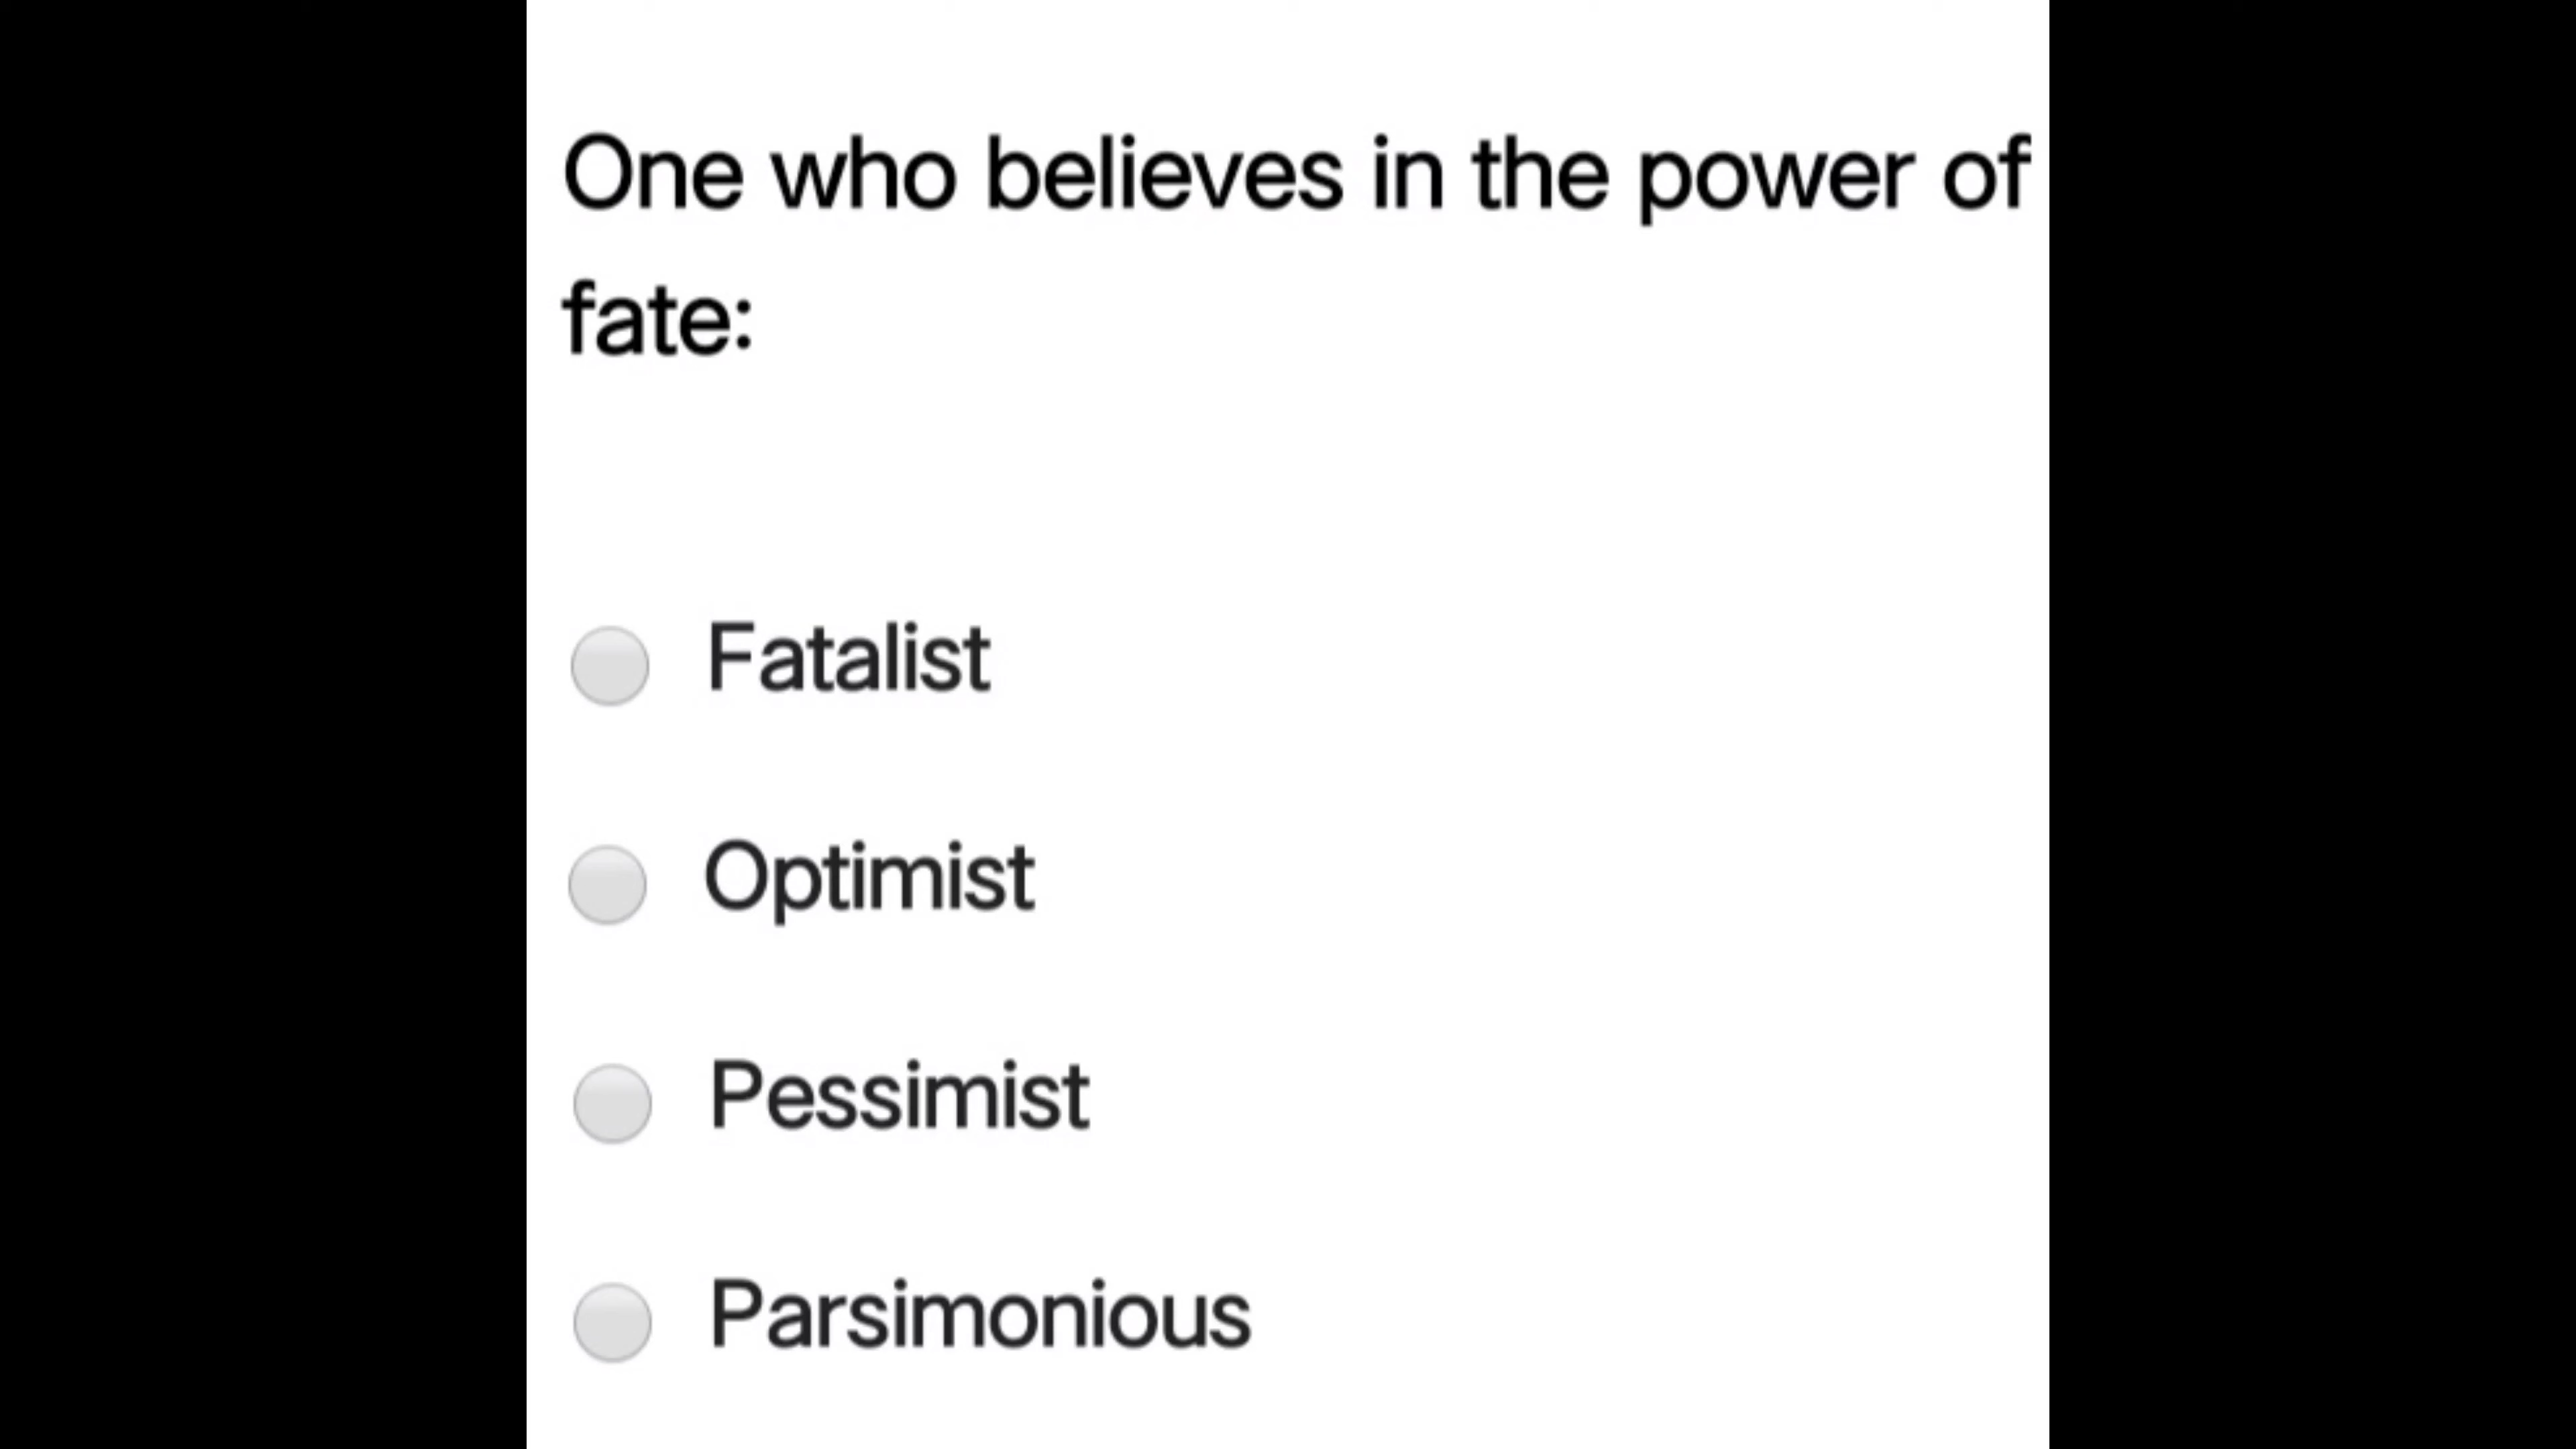 One who believes in the power of
fate:
Fatalist
Optimist
Pessimist
Parsimonious